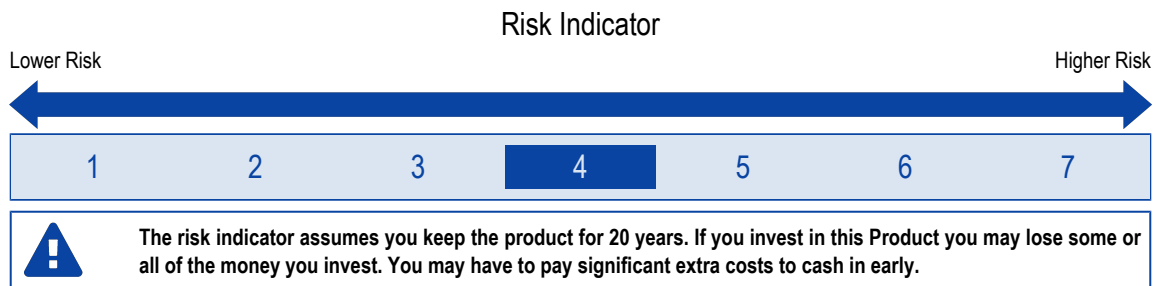 Risk Indicator
Lower Risk Higher Risk
1 2 3 4 5 6 7
The risk indicator assumes you keep the product for 20 years. If you invest in this Product you may lose some or
all of the money you invest. You may have to pay significant extra costs to cash in early.